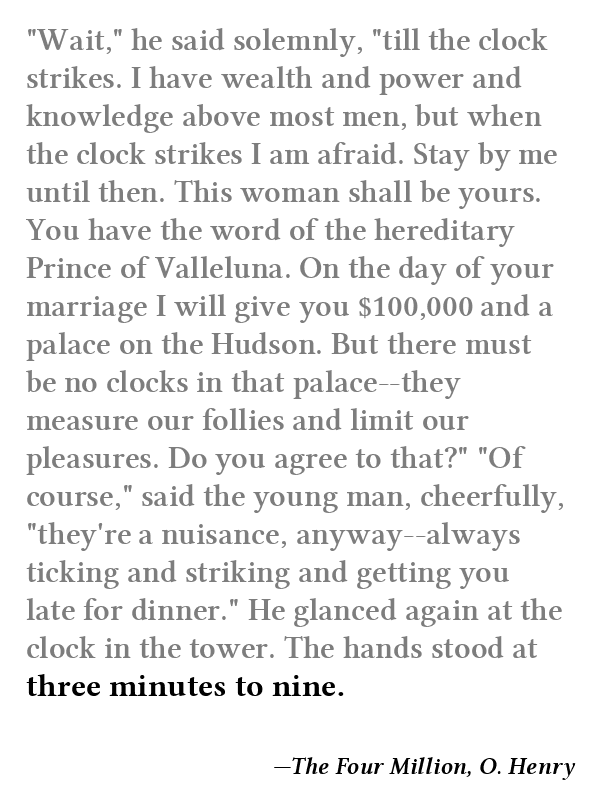 "Wait," he said solemnly, "till the clock
strikes. I have wealth and power and
knowledge above most men, but when
the clock strikes I am afraid. Stay by me
until then. This woman shall be yours.
You have the word of the hereditary
Prince of Valleluna. On the day of your
marriage I will give you $100,000 and a
palace on the Hudson. But there must
be no clocks in that palace--they
measure our follies and limit our
pleasures. Do you agree to that?" "Of
course," said the young man, cheerfully,
"they're a nuisance, anyway--always
ticking and striking and getting you
late for dinner." He glanced again at the
clock in the tower. The hands stood at
three minutes to nine.
—The Four Million, O. Henry